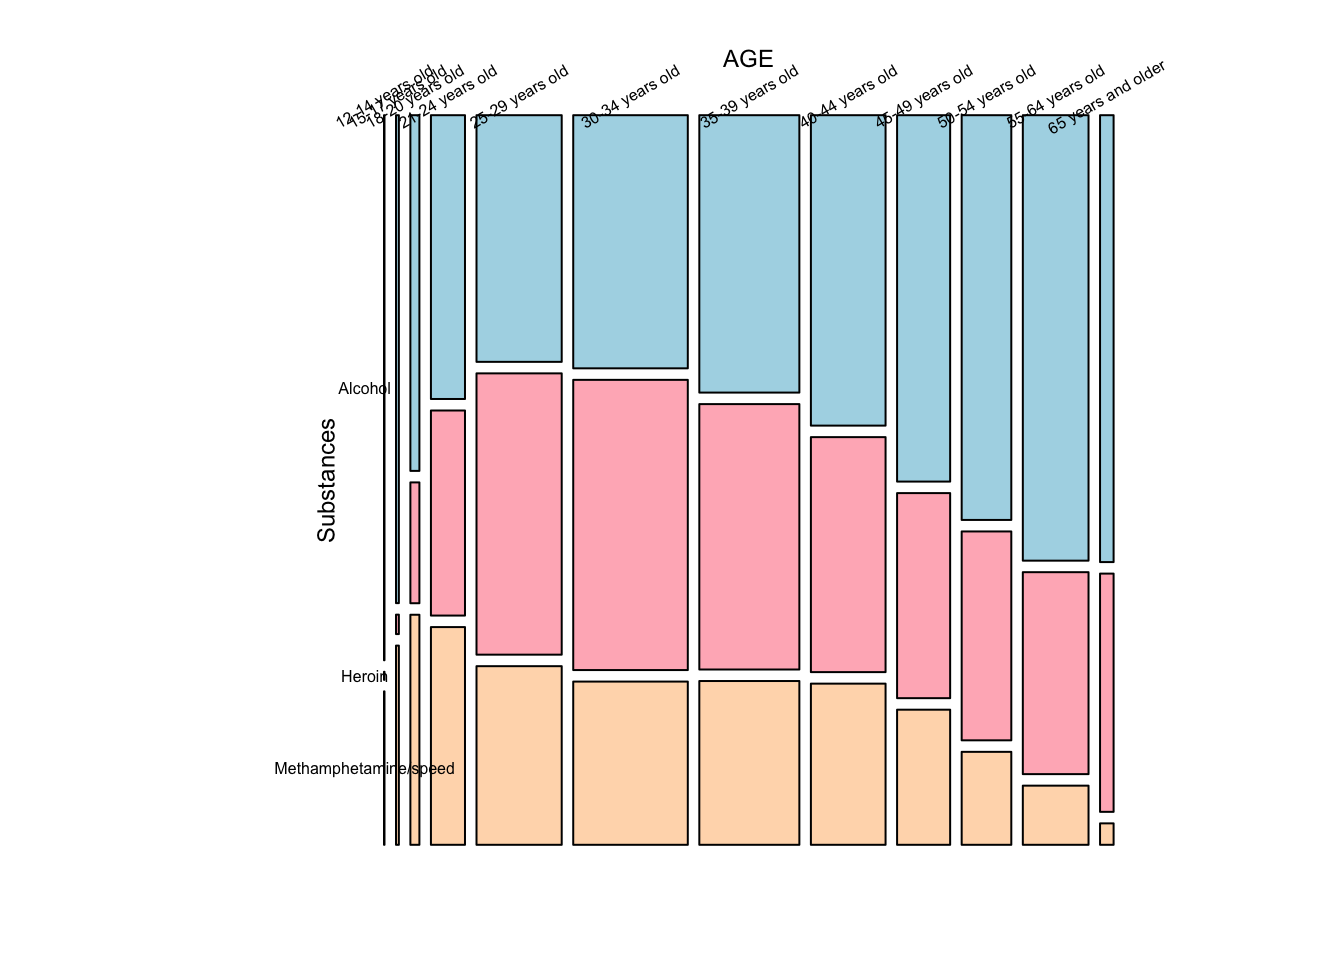 AGE
12-14 years old
15-17 years old
18-20 years old
21-24 years old
25-29 years old
30-34 years old
35-39 years old
40-44 years old
45-49 years old
50-54 years old
55-64 years old
65 years and older
Substances
Alcohol
Heroin
Methamphetamine/speed